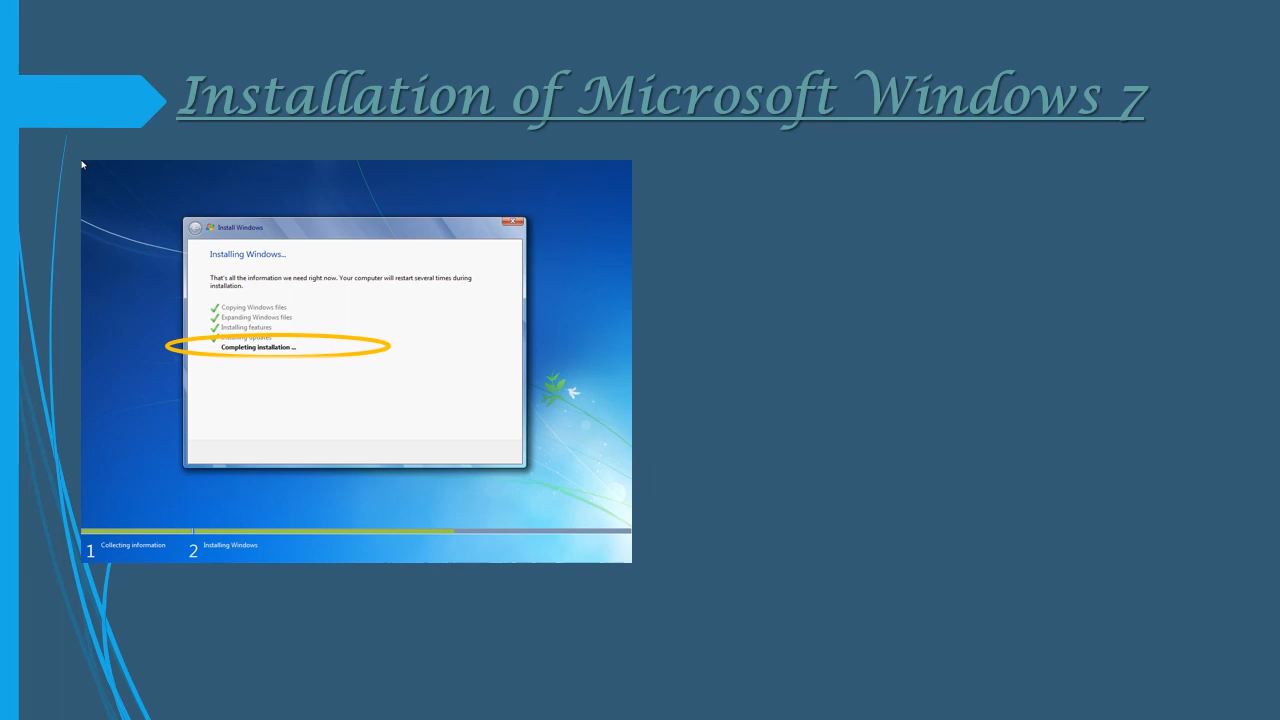 Installation of Microsoft Windows 7
Install Windows
Installing Windows...
That's all the information we need right now. Your computer will restart several times during
installation.
Copying Windows files
Expanding Windows files
Installing features
Installing updates
Completing installation ...
1 Collecting information
2 Installing Windows